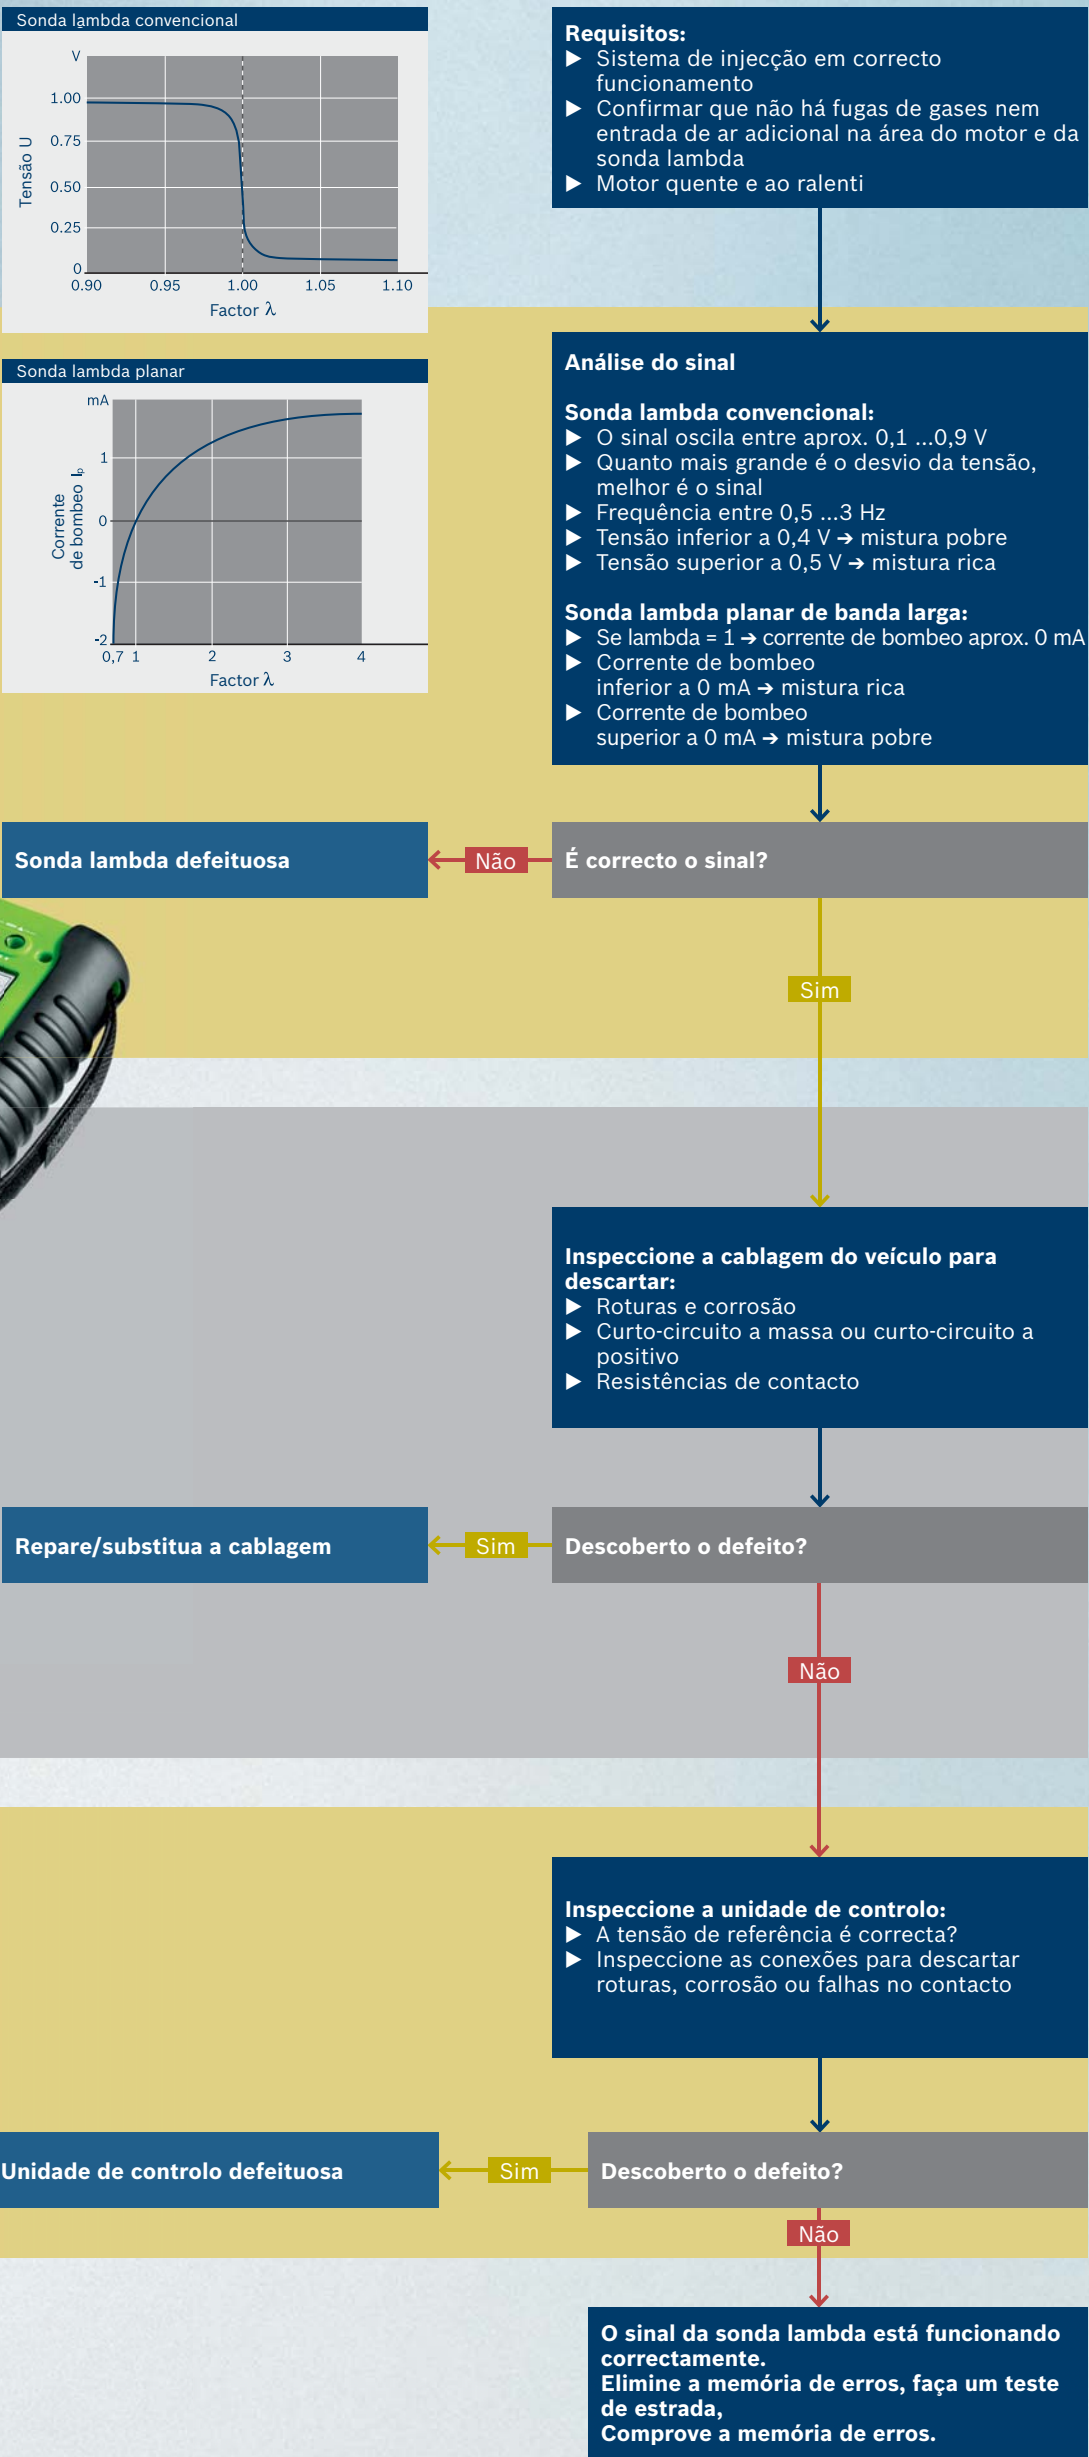 Sonda lambda convencional
V
1.00
0.75
0.50
0.25
0
Tensão U
0.90 0.95 1.00 1.05 1.10
Factor λ
Requisitos:
▶ Sistema de injecção em correcto
funcionamento
▶ Confirmar que não há fugas de gases nem
entrada de ar adicional na área do motor e da
sonda lambda
▶ Motor quente e ao ralenti
Sonda lambda planar
mA
1
0
-1
-2
Corrente
de bombeo Ip
0,7 1 2 3 4
Factor λ
Análise do sinal
Sonda lambda convencional:
▶ O sinal oscila entre aprox. 0,1 ...0,9 V
▶ Quanto mais grande é o desvio da tensão,
melhor é o sinal
▶ Frequência entre 0,5 ...3 Hz
▶ Tensão inferior a 0,4 V ➔ mistura pobre
▶ Tensão superior a 0,5 V ➔ mistura rica
Sonda lambda planar de banda larga:
▶ Se lambda = 1 ➔ corrente de bombeo aprox. 0 mA
▶ Corrente de bombeo
inferior a 0 mA ➔ mistura rica
▶ Corrente de bombeo
superior a 0 mA ➔ mistura pobre
Sonda lambda defeituosa
Não
É correcto o sinal?
Sim
Inspeccione a cablagem do veículo para
descartar:
▶ Roturas e corrosão
▶ Curto-circuito a massa ou curto-circuito a
positivo
▶ Resistências de contacto
Repare/substitua a cablagem
Sim
Descoberto o defeito?
Não
Inspeccione a unidade de controlo:
▶ A tensão de referência é correcta?
▶ Inspeccione as conexões para descartar
roturas, corrosão ou falhas no contacto
Unidade de controlo defeituosa
Sim
Descoberto o defeito?
Não
O sinal da sonda lambda está funcionando
correctamente.
Elimine a memória de erros, faça um teste
de estrada,
Comprove a memória de erros.